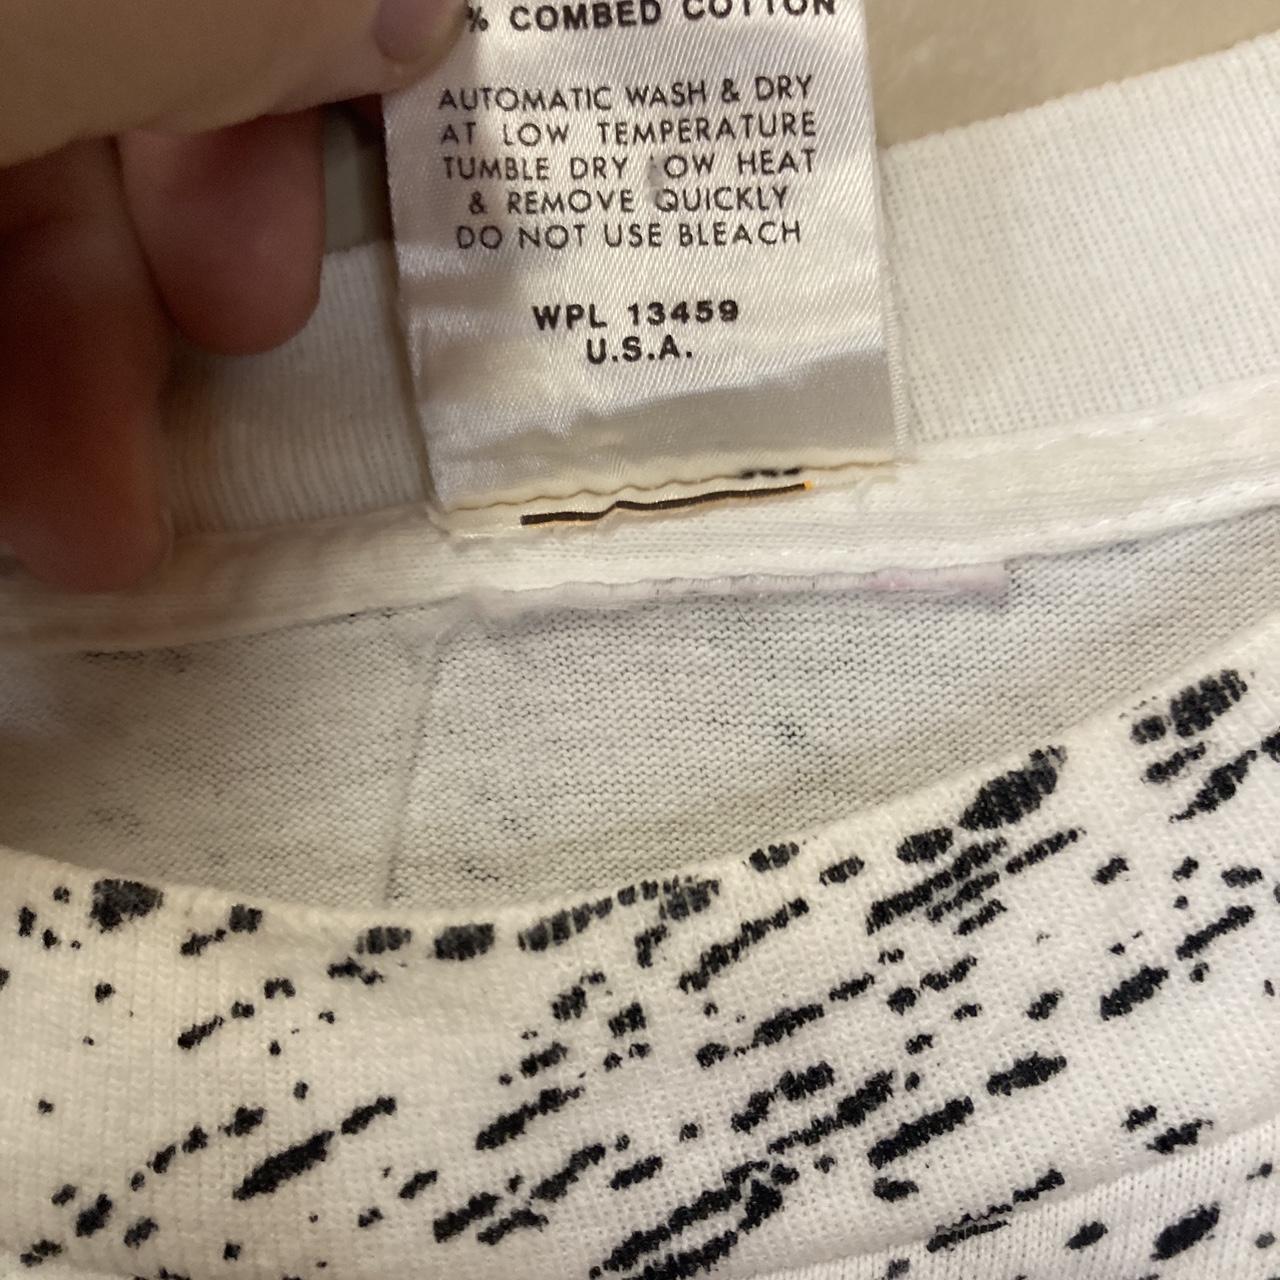 % COMBED COTTON
AUTOMATIC WASH & DRY
AT LOW TEMPERATURE
TUMBLE DRY LOW HEAT
& REMOVE QUICKLY
DO NOT USE BLEACH
WPL 13459
U.S.A.